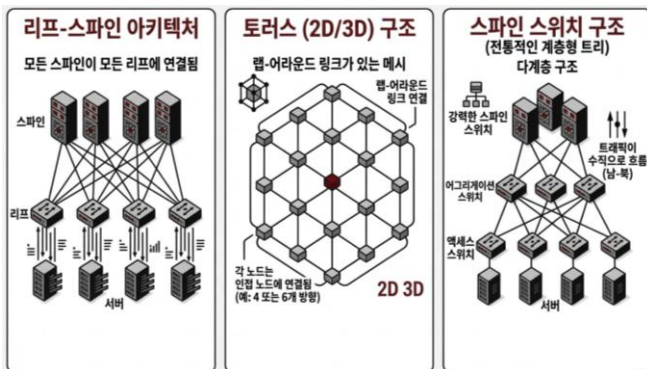 리프-스파인 아키텍처
모든 스파인이 모든 리프에 연결됨
스파인
리프
서버
토러스 (2D/3D) 구조
랩-어라운드 링크가 있는 메시
랩-어라운드
링크 연결
각 노드는
인접 노드에 연결됨
(예: 4 또는 6개 방향)
2D 3D
스파인 스위치 구조
(전통적인 계층형 트리)
다계층 구조
강력한 스파인
스위치
트래픽이
수직으로 흐름
(남-북)
어그리게이션
스위치
액세스
스위치
서버